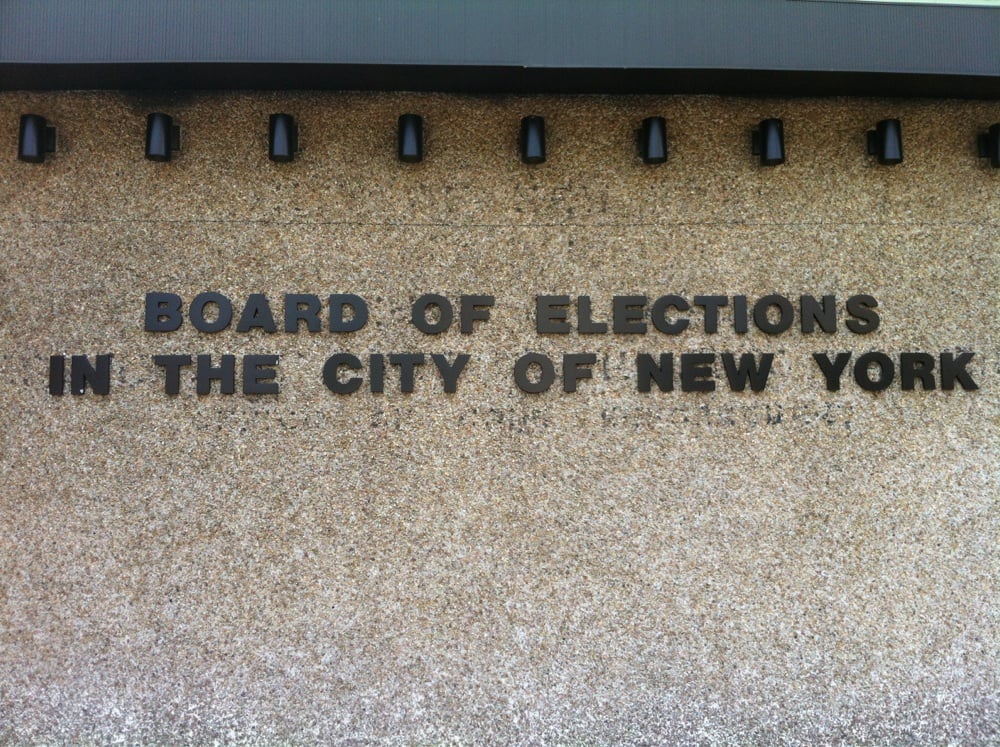 BOARD OF ELECTIONS
IN THE CITY OF NEW YORK